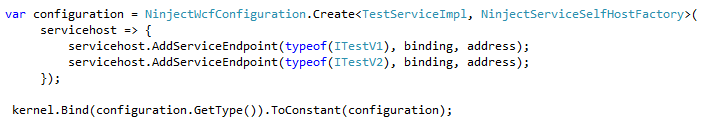 var configuration = NinjectWcfConfiguration.Create<TestServiceImpl, NinjectServiceSelfHostFactory>(
    servicehost => {
        servicehost.AddServiceEndpoint(typeof(ITestV1), binding, address);
        servicehost.AddServiceEndpoint(typeof(ITestV2), binding, address);
    });
kernel.Bind(configuration.GetType()).ToConstant(configuration);